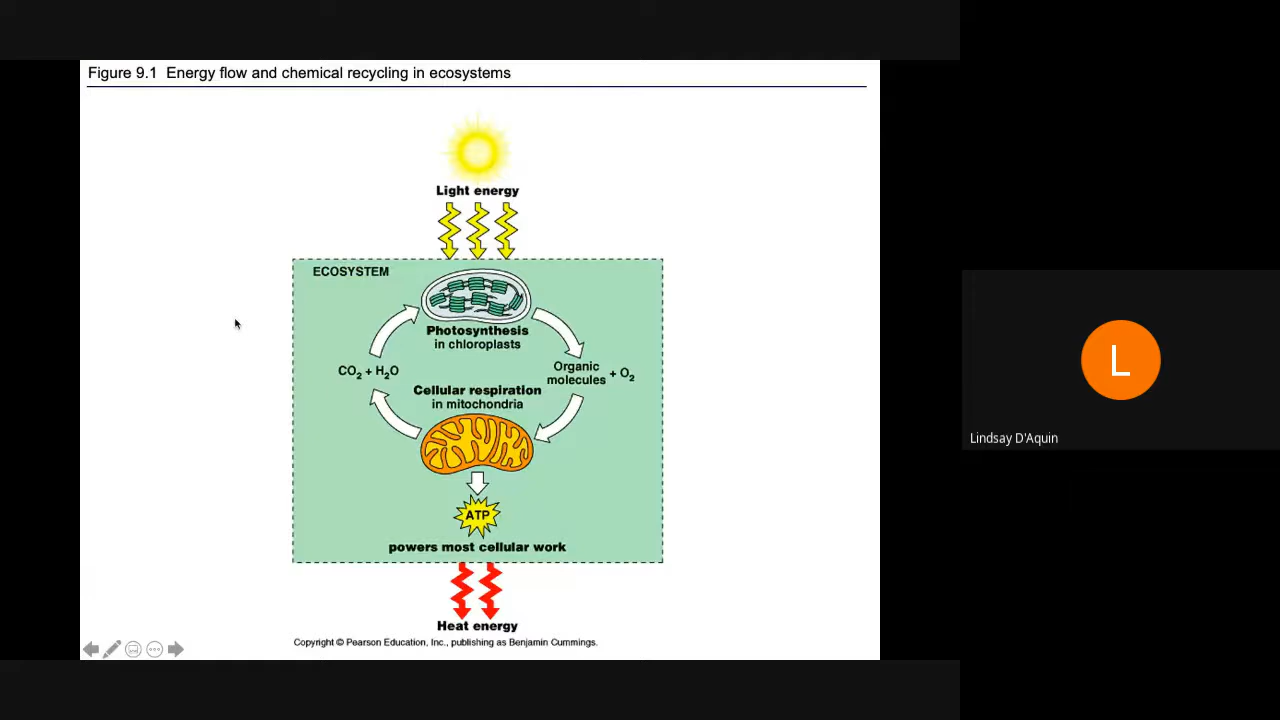 Figure 9.1 Energy flow and chemical recycling in ecosystems
Light energy
ECOSYSTEM
Photosynthesis
in chloroplasts
CO₂ + H₂O
Organic
molecules + O₂
Cellular respiration
in mitochondria
ATP
powers most cellular work
Heat energy
Copyright © Pearson Education, Inc., publishing as Benjamin Cummings.
L
Lindsay D'Aquin